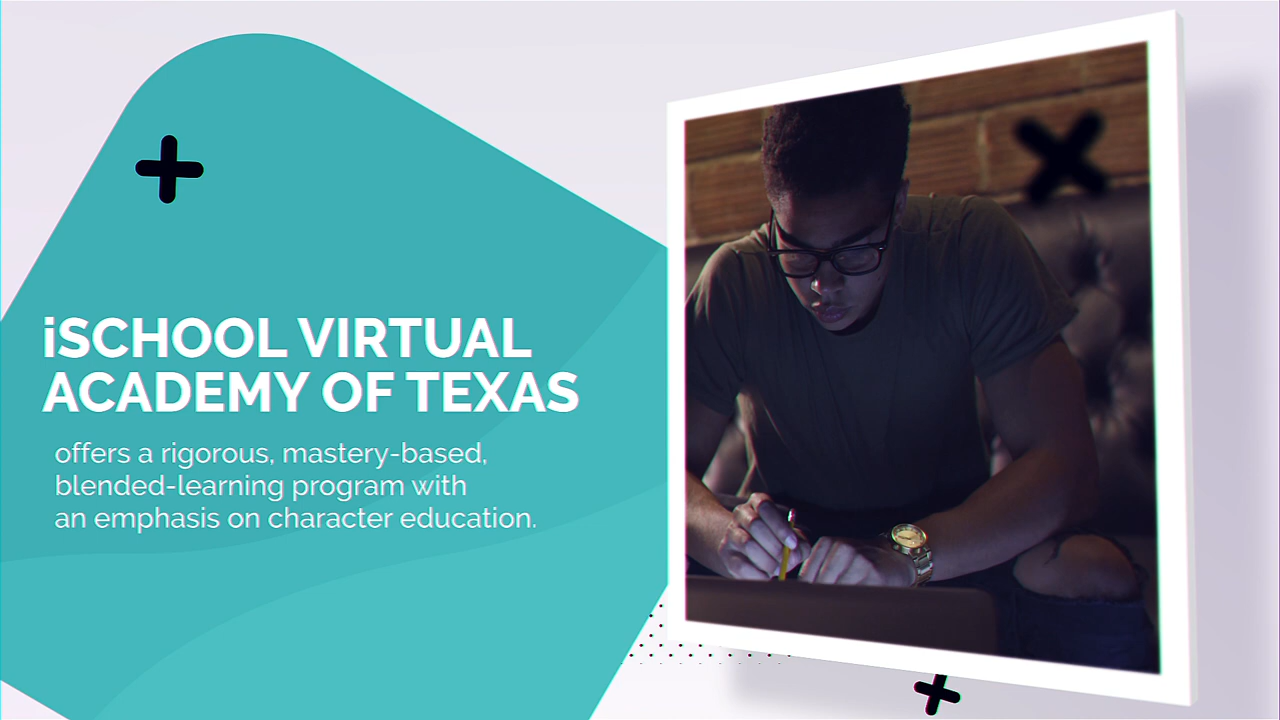 iSCHOOL VIRTUAL
ACADEMY OF TEXAS
offers a rigorous, mastery-based,
blended-learning program with
an emphasis on character education.